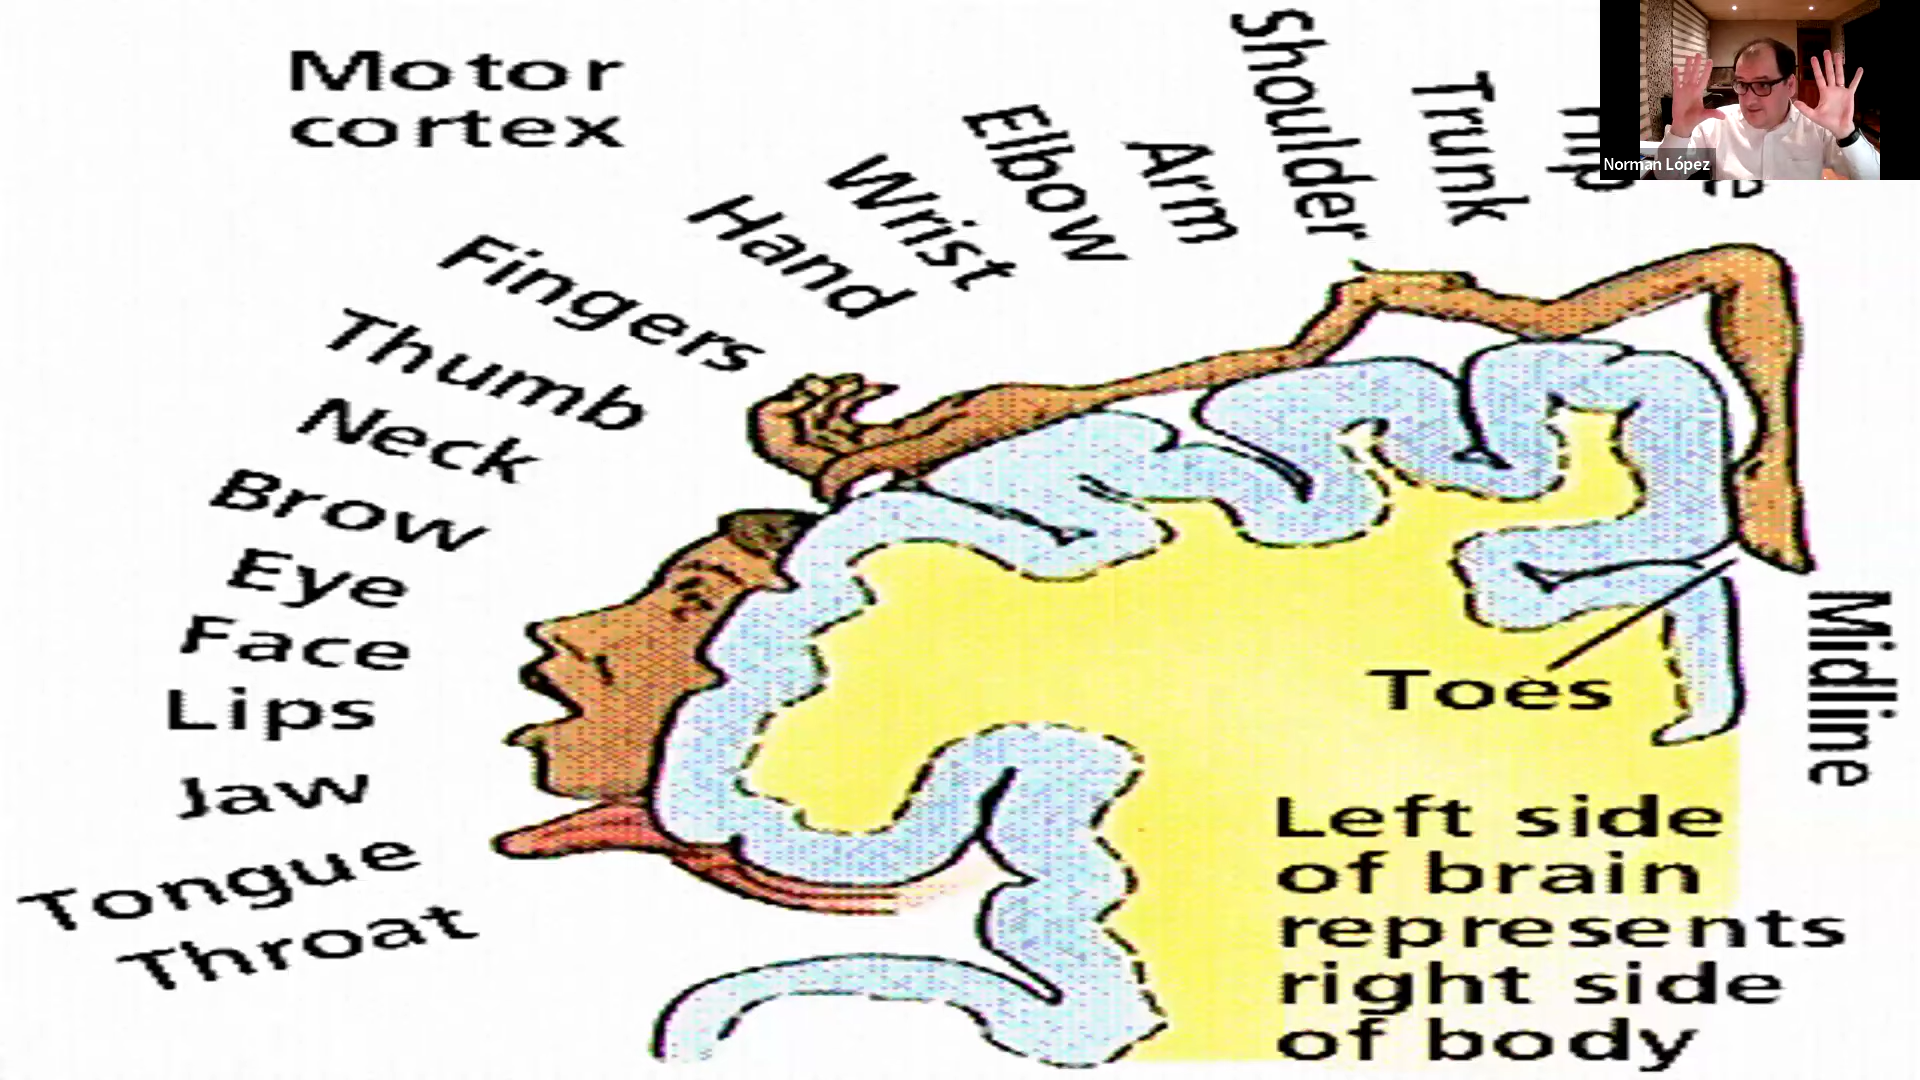 Motor
cortex
Shoulder
Trunk
Hip
Elbow
Arm
Wrist
Hand
Fingers
Thumb
Neck
Brow
Eye
Face
Lips
Jaw
Tongue
Throat
Toes
Midline
Left side
of brain
represents
right side
of body
Norman López